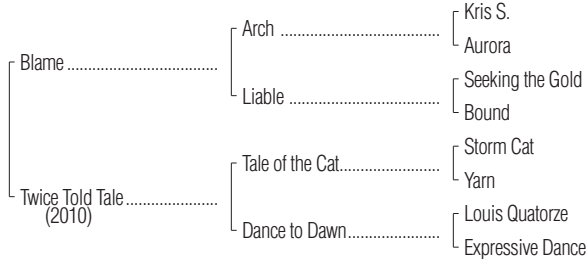 Kris S.
Arch ........................................
Aurora
Blame ......................................
Seeking the Gold
Liable ......................................
Bound
Storm Cat
Tale of the Cat.........................
Yarn
Twice Told Tale.......................
(2010)
Louis Quatorze
Dance to Dawn.......................
Expressive Dance